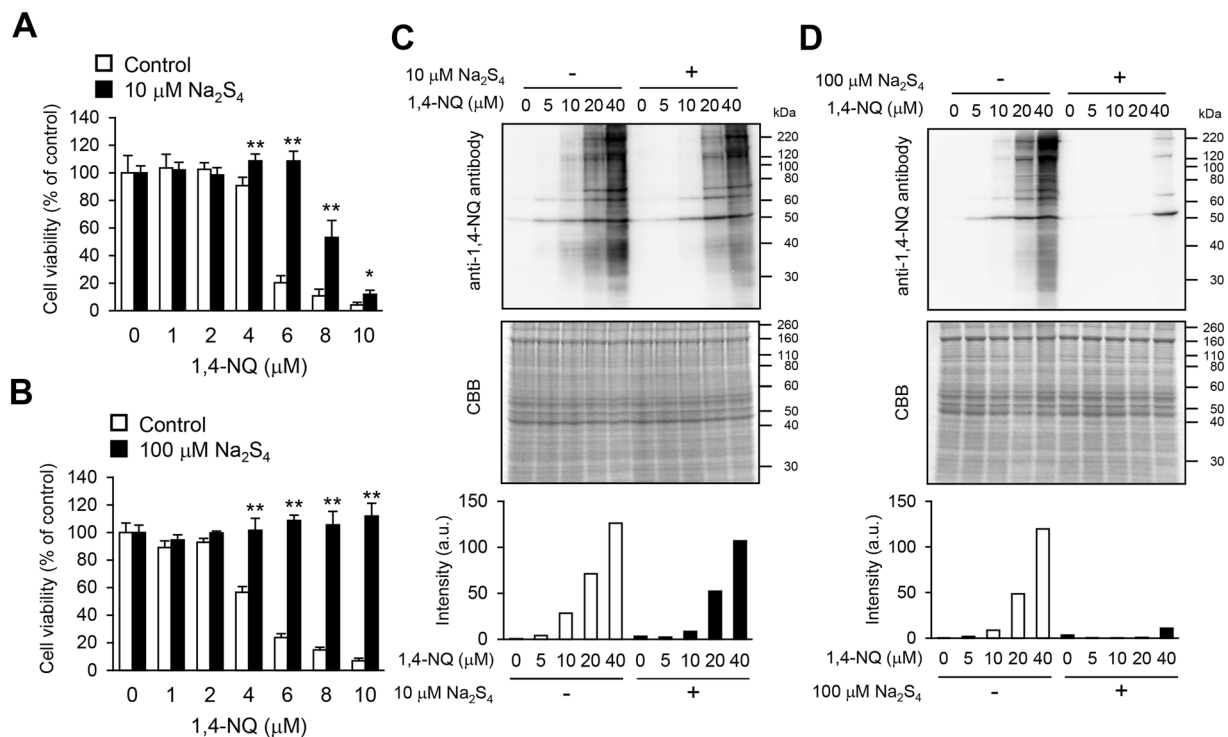 A
Control
10 μM Na₂S₄
Cell viability (% of control)
140
120
100
80
60
40
20
0
** ** ** *
0 1 2 4 6 8 10
1,4-NQ (μM)
B
Control
100 μM Na₂S₄
Cell viability (% of control)
140
120
100
80
60
40
20
0
** ** ** **
0 1 2 4 6 8 10
1,4-NQ (μM)
C
10 μM Na₂S₄ - +
1,4-NQ (μM) 0 5 10 20 40 0 5 10 20 40
kDa
anti-1,4-NQ antibody
220
120
100
80
60
50
40
30
CBB
260
160
110
80
60
50
40
30
Intensity (a.u.)
150
100
50
0
1,4-NQ (μM) 0 5 10 20 40 0 5 10 20 40
10 μM Na₂S₄ - +
D
100 μM Na₂S₄ - +
1,4-NQ (μM) 0 5 10 20 40 0 5 10 20 40
kDa
anti-1,4-NQ antibody
220
120
100
80
60
50
40
30
CBB
260
160
110
80
60
50
40
30
Intensity (a.u.)
150
100
50
0
1,4-NQ (μM) 0 5 10 20 40 0 5 10 20 40
100 μM Na₂S₄ - +